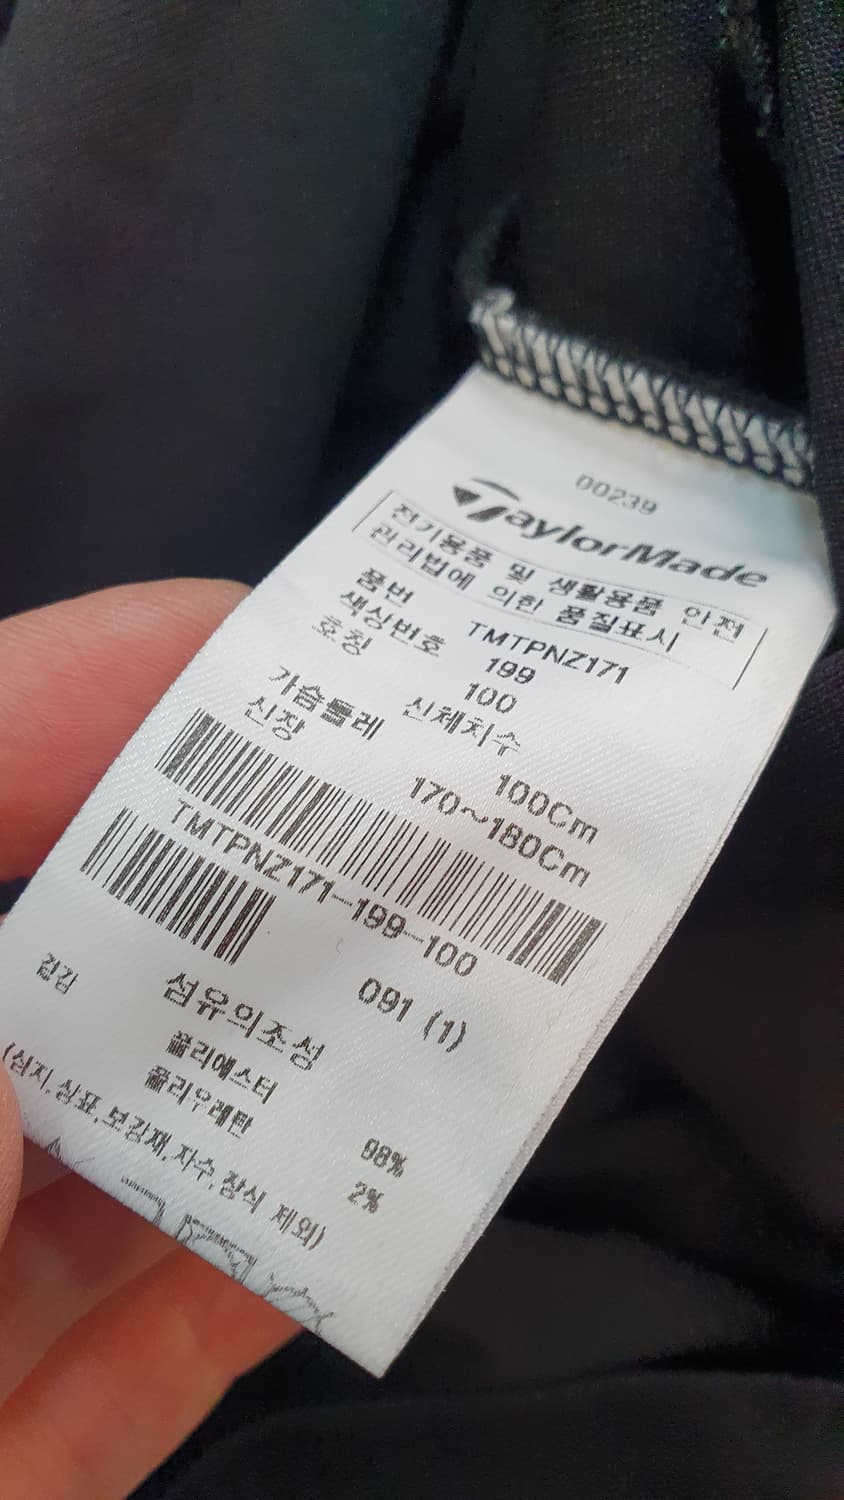 00239
TaylorMade
전기용품 및 생활용품 안전
관리법에 의한 품질표시
품번 TMTPNZ171
색상번호 199
호칭 100
신체치수
가슴둘레 100Cm
신장 170~180Cm
TMTPNZ171-199-100
091 (1)
섬유의조성
겉감 폴리에스터 98%
폴리우레탄 2%
(심지,상표,보강재,자수,장식 제외)